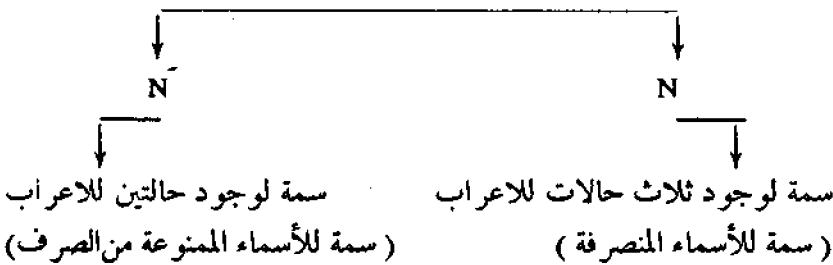 N N-
سمة لوجود ثلاث حالات للاعراب سمة لوجود حالتين للاعراب
( سمة للأسماء المنصرفة ) ( سمة للأسماء الممنوعة من الصرف)